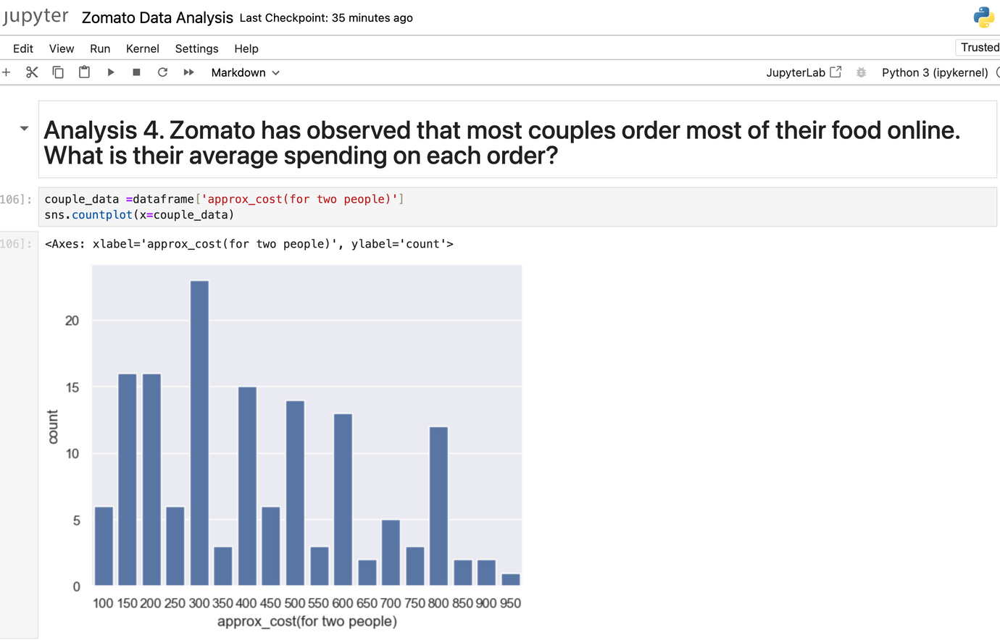 jupyter Zomato Data Analysis Last Checkpoint: 35 minutes ago
Edit View Run Kernel Settings Help Trusted
Markdown JupyterLab Python 3 (ipykernel)
Analysis 4. Zomato has observed that most couples order most of their food online.
What is their average spending on each order?
106]: couple_data =dataframe['approx_cost(for two people)']
sns.countplot(x=couple_data)
106]: <Axes: xlabel='approx_cost(for two people)', ylabel='count'>
20
15
10
5
0
count
100 150 200 250 300 350 400 450 500 550 600 650 700 750 800 850 900 950
approx_cost(for two people)